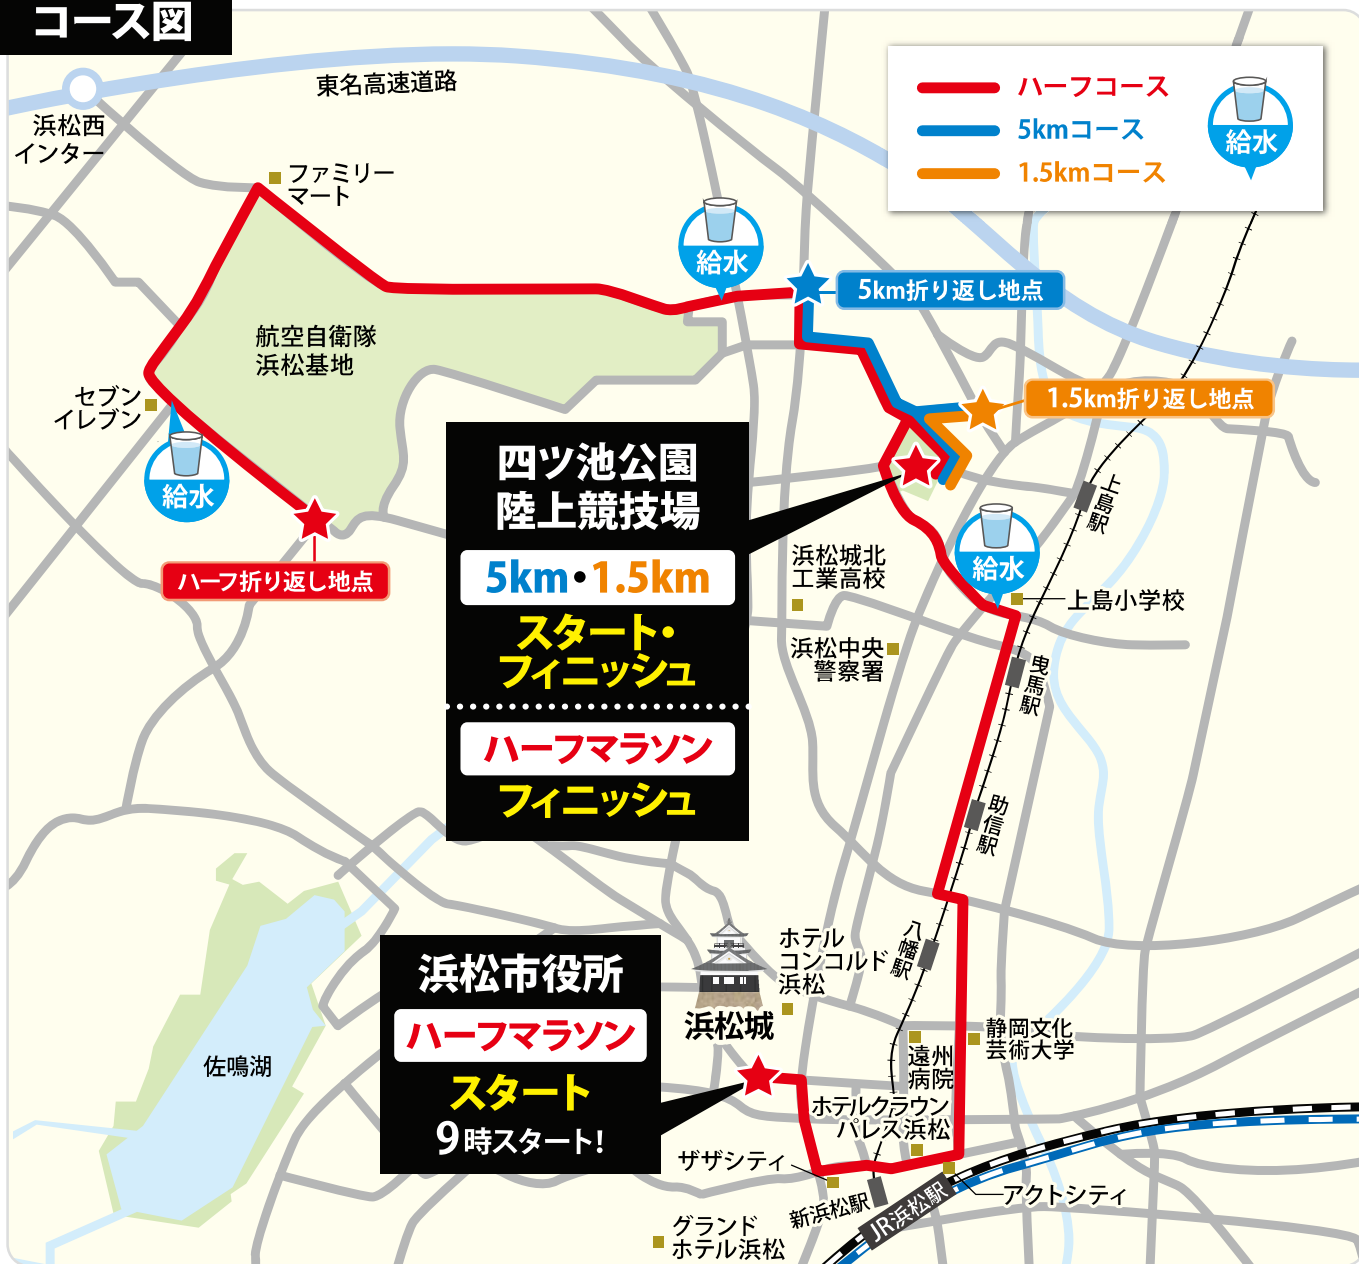 コース図
東名高速道路
浜松西
インター
ハーフコース
5kmコース
1.5kmコース
給水
ファミリー
マート
給水
5km折り返し地点
航空自衛隊
浜松基地
セブン
イレブン
1.5km折り返し地点
給水
ハーフ折り返し地点
四ツ池公園
陸上競技場
5km・1.5km
スタート・
フィニッシュ
ハーフマラソン
フィニッシュ
上島駅
給水
浜松城北
工業高校
上島小学校
浜松中央
警察署
曳馬駅
助信駅
八幡駅
ホテル
コンコルド
浜松
浜松城
浜松市役所
ハーフマラソン
スタート
9時スタート!
佐鳴湖
静岡文化
芸術大学
遠州
病院
ホテルクラウン
パレス浜松
ザザシティ
アクトシティ
新浜松駅
JR浜松駅
グランド
ホテル浜松